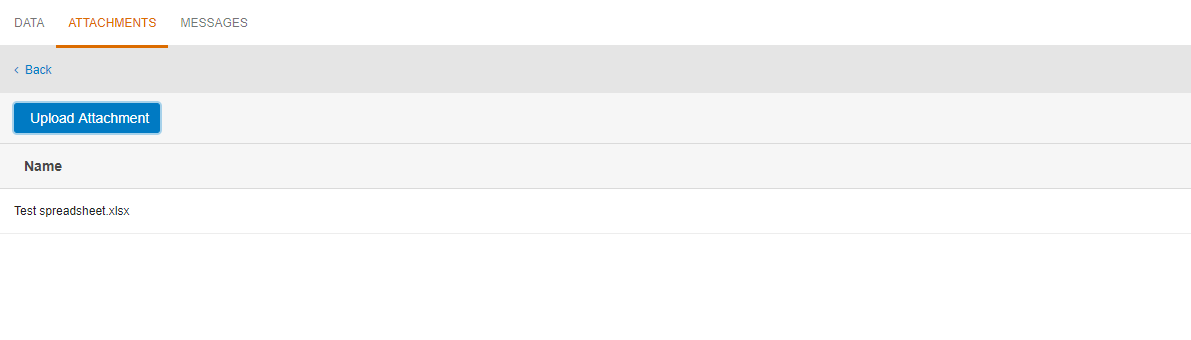 DATA ATTACHMENTS MESSAGES
‹ Back
Upload Attachment
Name
Test spreadsheet.xlsx